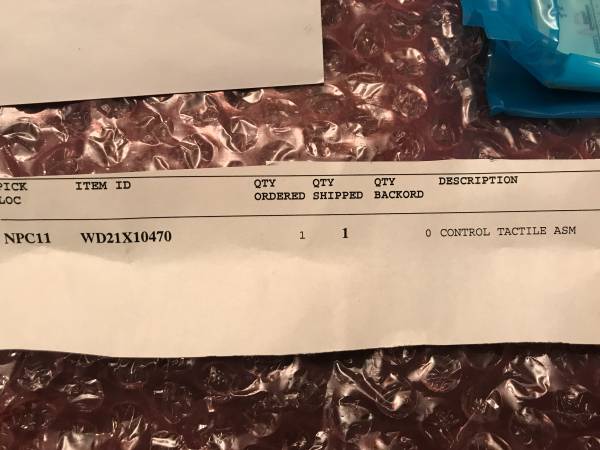 PICK LOC ITEM ID QTY ORDERED QTY SHIPPED QTY BACKORD DESCRIPTION
NPC11 WD21X10470 1 1 0 CONTROL TACTILE ASM